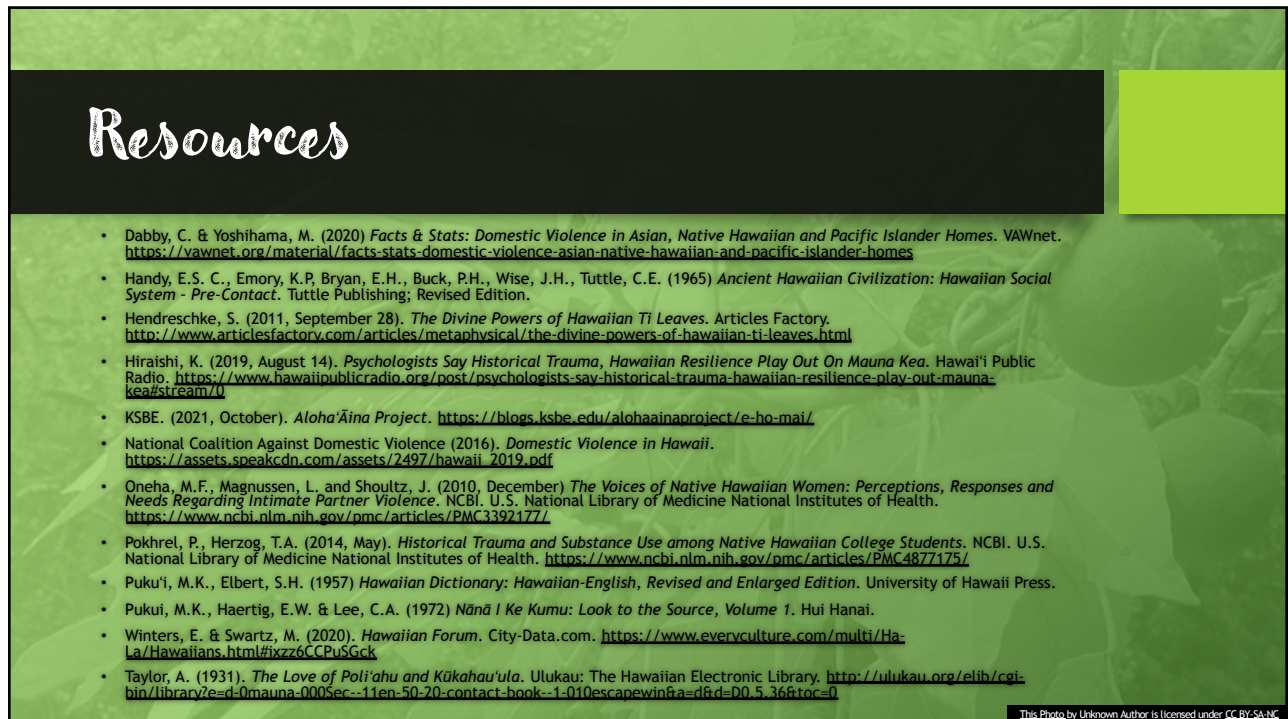 Resources
• Dabby, C. & Yoshihama, M. (2020) Facts & Stats: Domestic Violence in Asian, Native Hawaiian and Pacific Islander Homes. VAWnet.
https://vawnet.org/material/facts-stats-domestic-violence-asian-native-hawaiian-and-pacific-islander-homes
• Handy, E.S. C., Emory, K.P, Bryan, E.H., Buck, P.H., Wise, J.H., Tuttle, C.E. (1965) Ancient Hawaiian Civilization: Hawaiian Social
System – Pre-Contact. Tuttle Publishing; Revised Edition.
• Hendreschke, S. (2011, September 28). The Divine Powers of Hawaiian Ti Leaves. Articles Factory.
http://www.articlesfactory.com/articles/metaphysical/the-divine-powers-of-hawaiian-ti-leaves.html
• Hiraishi, K. (2019, August 14). Psychologists Say Historical Trauma, Hawaiian Resilience Play Out On Mauna Kea. Hawaiʻi Public
Radio. https://www.hawaiipublicradio.org/post/psychologists-say-historical-trauma-hawaiian-resilience-play-out-mauna-
kea#stream/0
• KSBE. (2021, October). AlohaʻĀina Project. https://blogs.ksbe.edu/alohaainaproject/e-ho-mai/
• National Coalition Against Domestic Violence (2016). Domestic Violence in Hawaii.
https://assets.speakcdn.com/assets/2497/hawaii_2019.pdf
• Oneha, M.F., Magnussen, L. and Shoultz, J. (2010, December) The Voices of Native Hawaiian Women: Perceptions, Responses and
Needs Regarding Intimate Partner Violence. NCBI. U.S. National Library of Medicine National Institutes of Health.
https://www.ncbi.nlm.nih.gov/pmc/articles/PMC3392177/
• Pokhrel, P., Herzog, T.A. (2014, May). Historical Trauma and Substance Use among Native Hawaiian College Students. NCBI. U.S.
National Library of Medicine National Institutes of Health. https://www.ncbi.nlm.nih.gov/pmc/articles/PMC4877175/
• Pukuʻi, M.K., Elbert, S.H. (1957) Hawaiian Dictionary: Hawaiian-English, Revised and Enlarged Edition. University of Hawaii Press.
• Pukui, M.K., Haertig, E.W. & Lee, C.A. (1972) Nānā I Ke Kumu: Look to the Source, Volume 1. Hui Hanai.
• Winters, E. & Swartz, M. (2020). Hawaiian Forum. City-Data.com. https://www.everyculture.com/multi/Ha-
La/Hawaiians.html#ixzz6CCPuSGck
• Taylor, A. (1931). The Love of Poliʻahu and Kūkahauʻula. Ulukau: The Hawaiian Electronic Library. http://ulukau.org/elib/cgi-
bin/library?e=d-0mauna-000Sec--11en-50-20-contact-book--1-010escapewin&a=d&d=D0.5.36&toc=0
This Photo by Unknown Author is licensed under CC BY-SA-NC